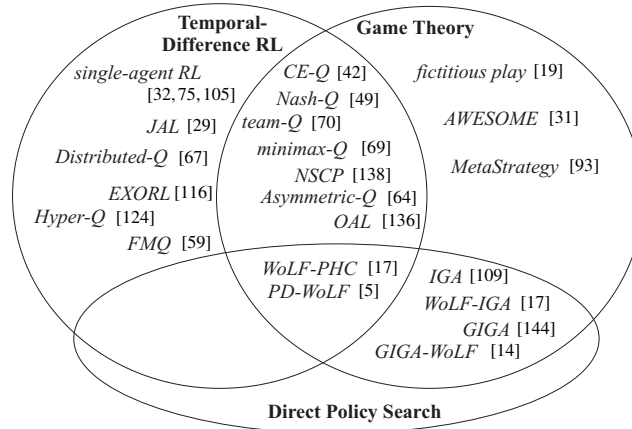 Temporal-
Difference RL
Game Theory
single-agent RL
[32, 75, 105]
JAL [29]
Distributed-Q [67]
EXORL [116]
Hyper-Q [124]
FMQ [59]
CE-Q [42]
Nash-Q [49]
team-Q [70]
minimax-Q [69]
NSCP [138]
Asymmetric-Q [64]
OAL [136]
fictitious play [19]
AWESOME [31]
MetaStrategy [93]
WoLF-PHC [17]
PD-WoLF [5]
IGA [109]
WoLF-IGA [17]
GIGA [144]
GIGA-WoLF [14]
Direct Policy Search